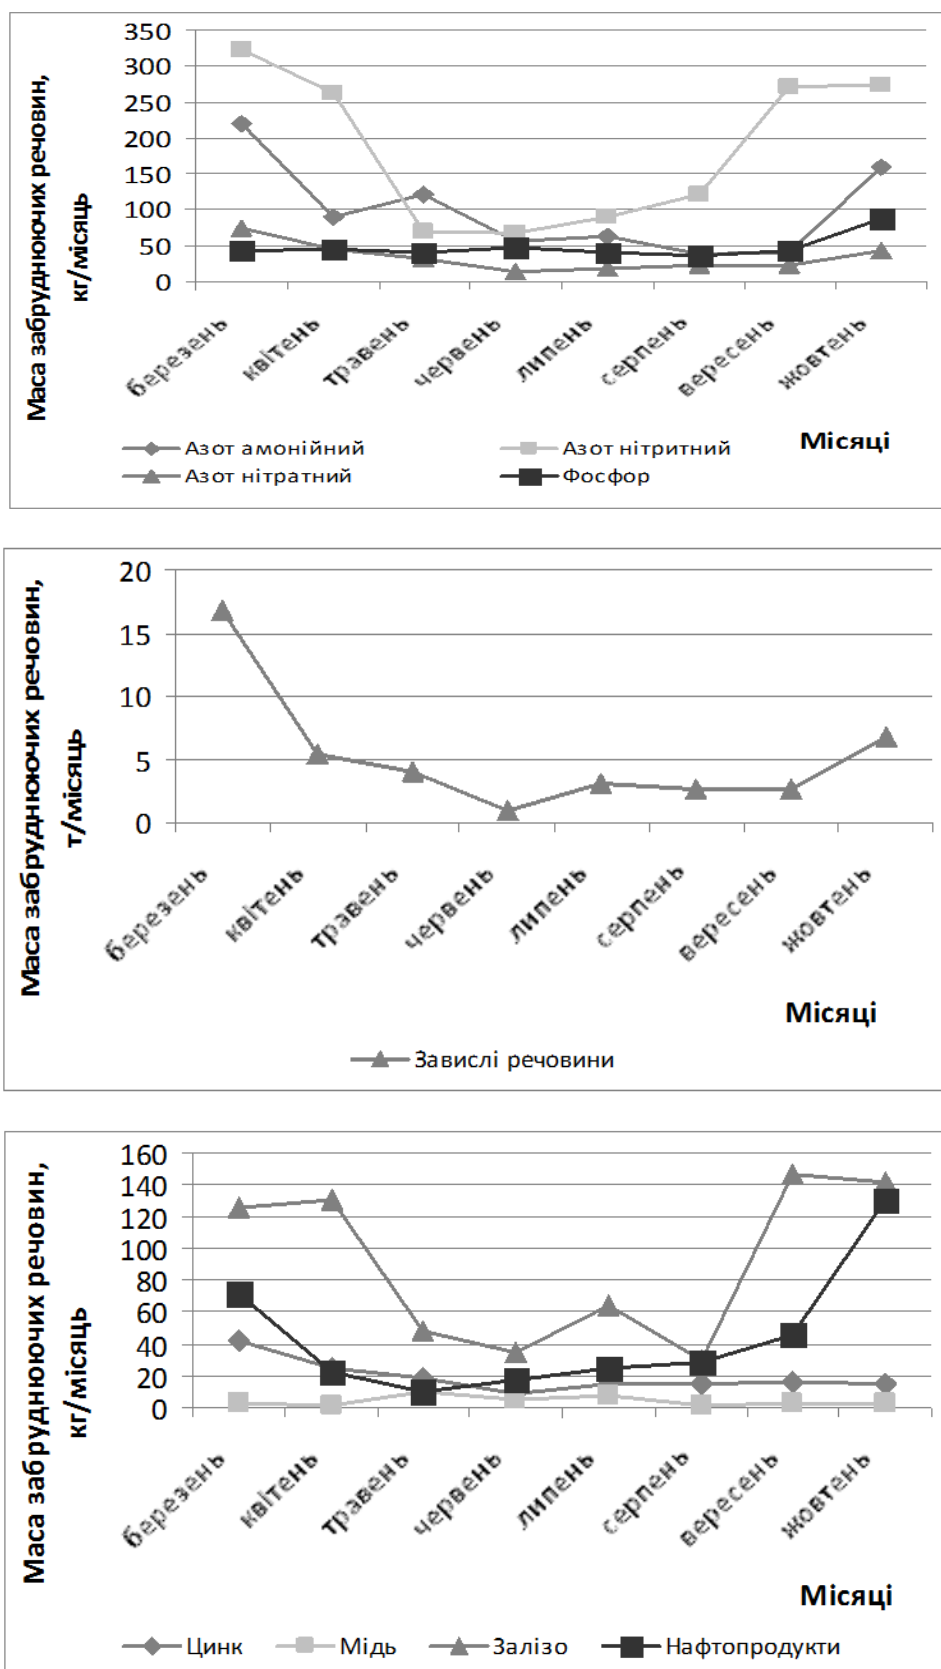 Маса забруднюючих речовин,
кг/місяць
350
300
250
200
150
100
50
0
березень
квітень
травень
червень
липень
серпень
вересень
жовтень
Місяці
Азот амонійний
Азот нітритний
Азот нітратний
Фосфор
Маса забруднюючих речовин,
т/місяць
20
15
10
5
0
березень
квітень
травень
червень
липень
серпень
вересень
жовтень
Місяці
Завислі речовини
Маса забруднюючих речовин,
кг/місяць
160
140
120
100
80
60
40
20
0
березень
квітень
травень
червень
липень
серпень
вересень
жовтень
Місяці
Цинк
Мідь
Залізо
Нафтопродукти